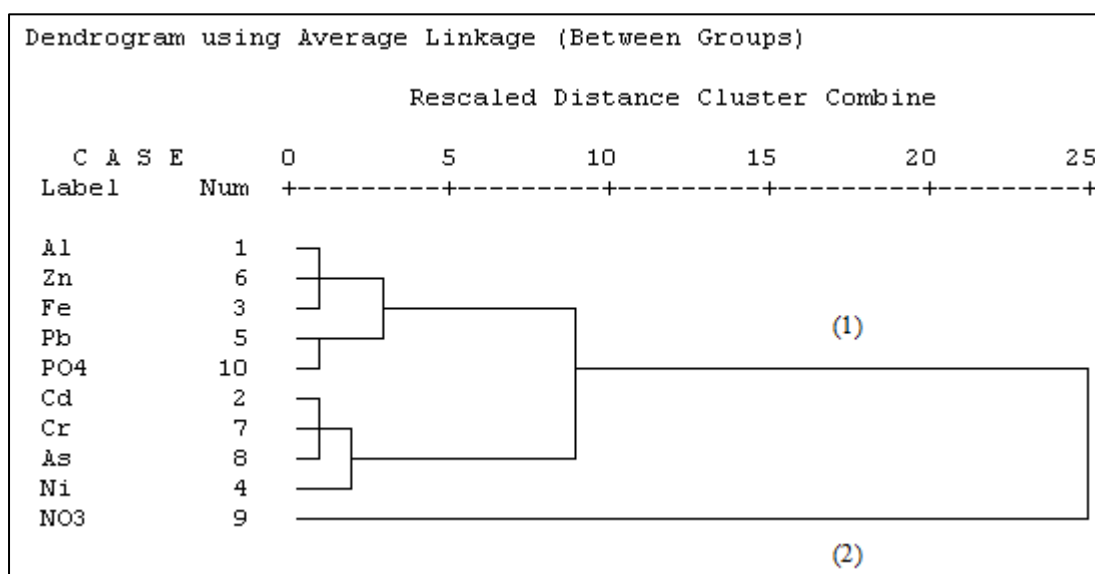 Dendrogram using Average Linkage (Between Groups)
Rescaled Distance Cluster Combine
C A S E 0 5 10 15 20 25
Label Num +---------+---------+---------+---------+---------+
Al 1
Zn 6
Fe 3
Pb 5
(1)
PO4 10
Cd 2
Cr 7
As 8
Ni 4
NO3 9
(2)